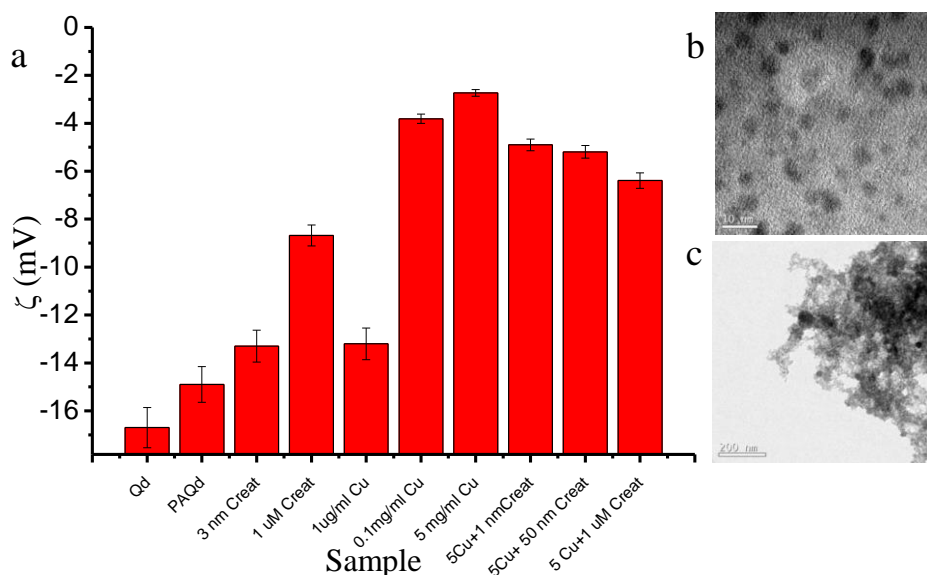 a
ζ (mV)
0
-2
-4
-6
-8
-10
-12
-14
-16
Qd
PAQd
3 nm Creat
1 uM Creat
1ug/ml Cu
0.1mg/ml Cu
5 mg/ml Cu
5Cu+1 nmCreat
5Cu+ 50 nm Creat
5 Cu+1 uM Creat
Sample
b
10 nm
c
200 nm